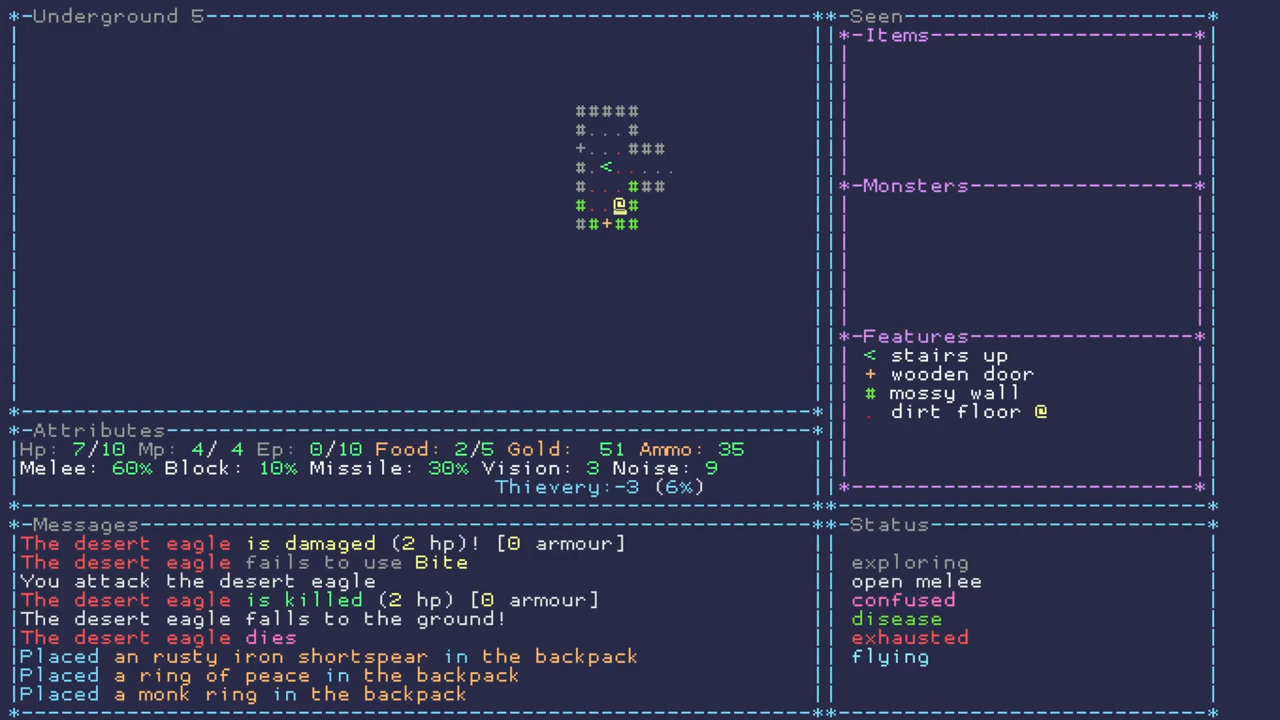 Underground 5
#####
#...#
+...###
#.<.....
#...###
#..@#
##+##
Attributes
Hp: 7/10 Mp: 4/ 4 Ep: 0/10 Food: 2/5 Gold: 51 Ammo: 35
Melee: 60% Block: 10% Missile: 30% Vision: 3 Noise: 9
Thievery:-3 (6%)
Messages
The desert eagle is damaged (2 hp)! [0 armour]
The desert eagle fails to use Bite
You attack the desert eagle
The desert eagle is killed (2 hp) [0 armour]
The desert eagle falls to the ground!
The desert eagle dies
Placed an rusty iron shortspear in the backpack
Placed a ring of peace in the backpack
Placed a monk ring in the backpack
Seen
Items
Monsters
Features
< stairs up
+ wooden door
# mossy wall
. dirt floor @
Status
exploring
open melee
confused
disease
exhausted
flying